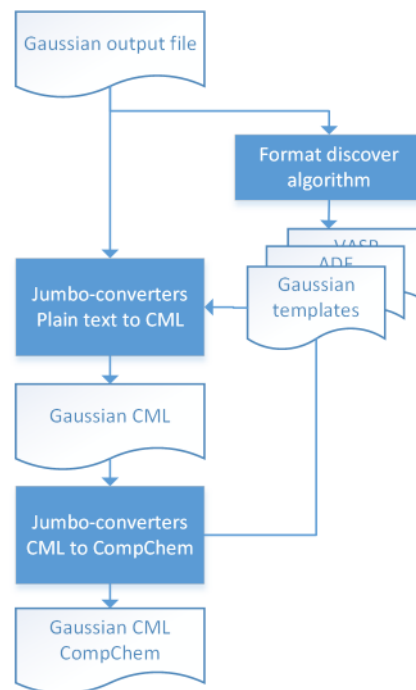 Gaussian output file
Format discover
algorithm
VASP
ADF
Gaussian
templates
Jumbo-converters
Plain text to CML
Gaussian CML
Jumbo-converters
CML to CompChem
Gaussian CML
CompChem